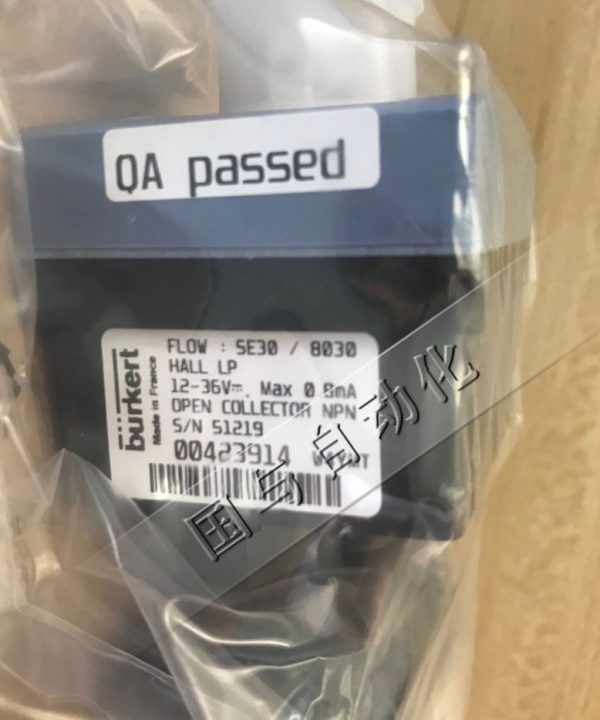 QA passed
bürkert
Made in France
FLOW : SE30 / 8030
HALL LP
12-36V⎓, Max 0.8mA
OPEN COLLECTOR NPN
S/N 51219
00423914
国与自动化